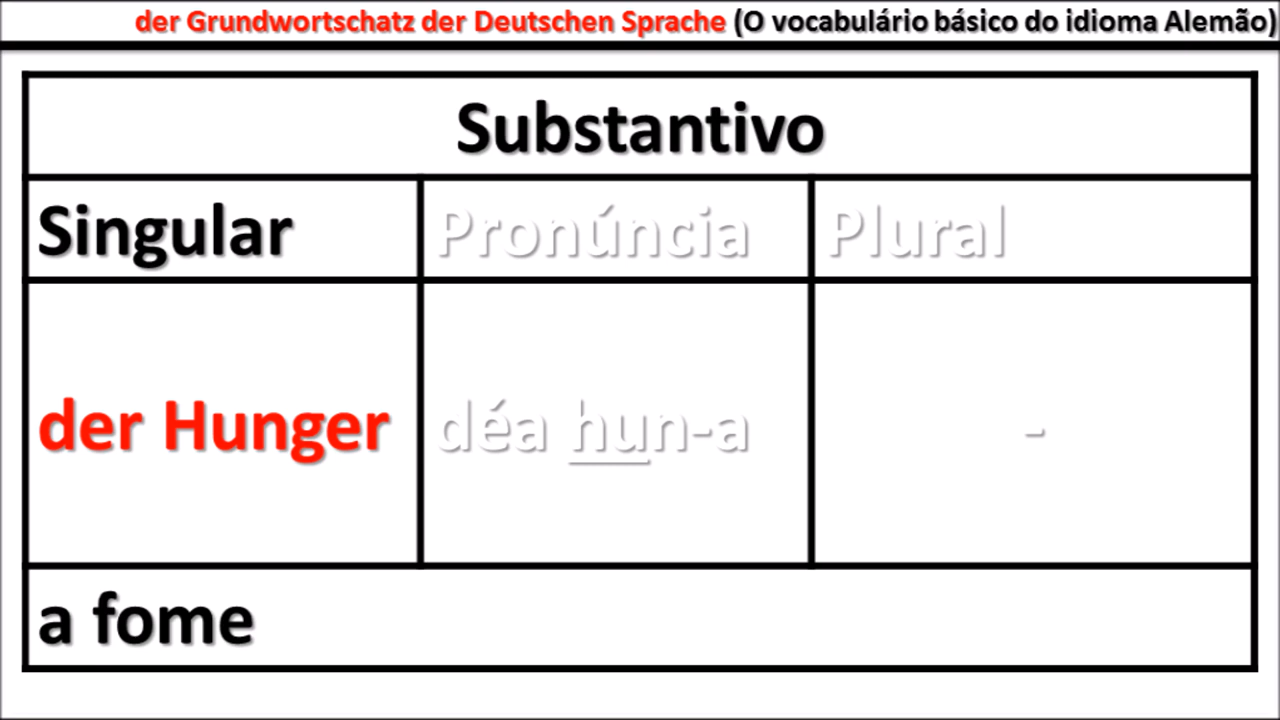 der Grundwortschatz der Deutschen Sprache (O vocabulário básico do idioma Alemão)
Substantivo
Singular Pronúncia Plural
der Hunger déa hun-a -
a fome